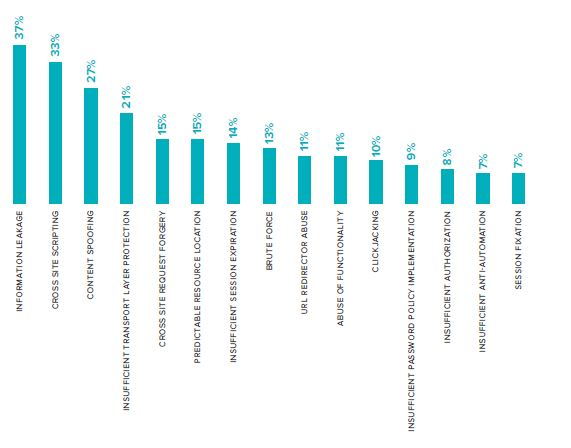 37%
33%
27%
21%
15%
15%
14%
13%
11%
11%
10%
9%
8%
7%
7%
INFORMATION LEAKAGE
CROSS SITE SCRIPTING
CONTENT SPOOFING
INSUFFICIENT TRANSPORT LAYER PROTECTION
CROSS SITE REQUEST FORGERY
PREDICTABLE RESOURCE LOCATION
INSUFFICIENT SESSION EXPIRATION
BRUTE FORCE
URL REDIRECTOR ABUSE
ABUSE OF FUNCTIONALITY
CLICKJACKING
INSUFFICIENT PASSWORD POLICY IMPLEMENTATION
INSUFFICIENT AUTHORIZATION
INSUFFICIENT ANTI-AUTOMATION
SESSION FIXATION